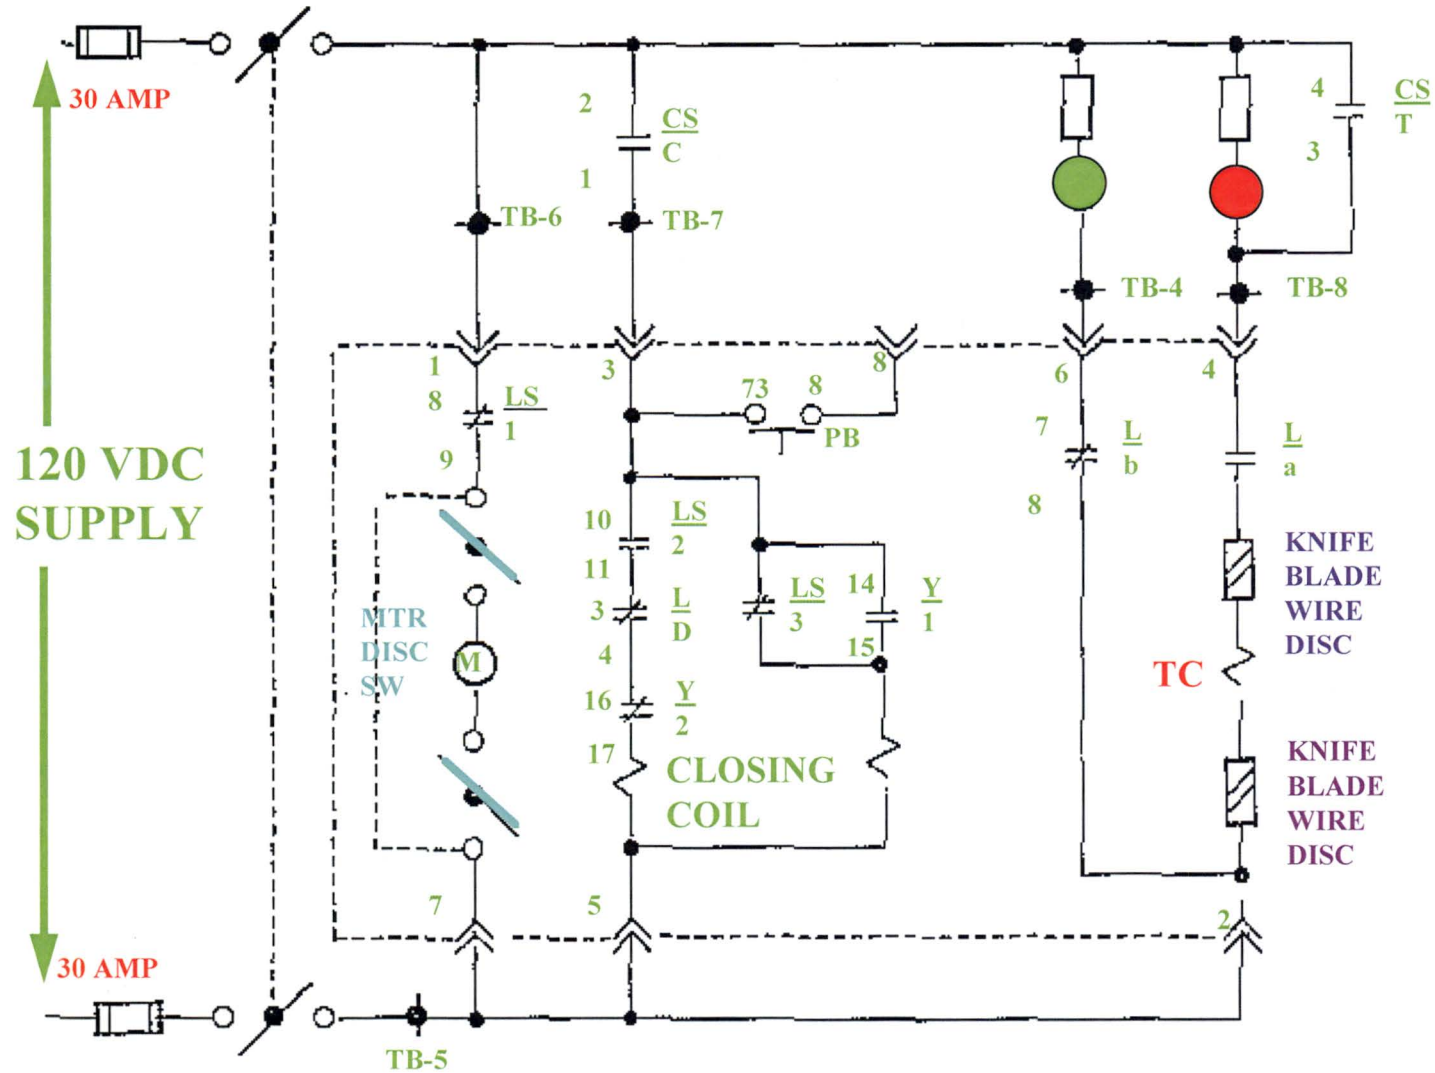 30 AMP
120 VDC
SUPPLY
30 AMP
2
CS
C
1
TB-6
TB-7
4
CS
T
3
TB-4
TB-8
1
3
8
6
4
8
LS
1
9
73
8
PB
7
L
b
8
L
a
10
LS
2
11
3
L
D
4
16
Y
2
17
LS
3
14
Y
1
15
MTR
DISC
SW
M
CLOSING
COIL
KNIFE
BLADE
WIRE
DISC
TC
KNIFE
BLADE
WIRE
DISC
7
5
2
TB-5